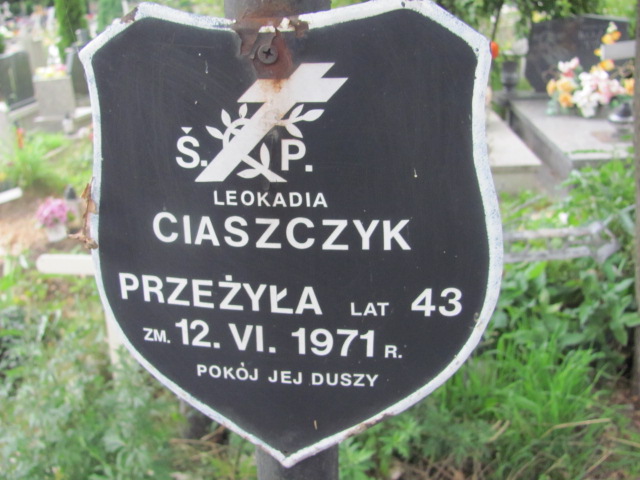 Ś. P.
LEOKADIA
CIASZCZYK
PRZEŻYŁA LAT 43
ZM. 12. VI. 1971 R.
POKÓJ JEJ DUSZY